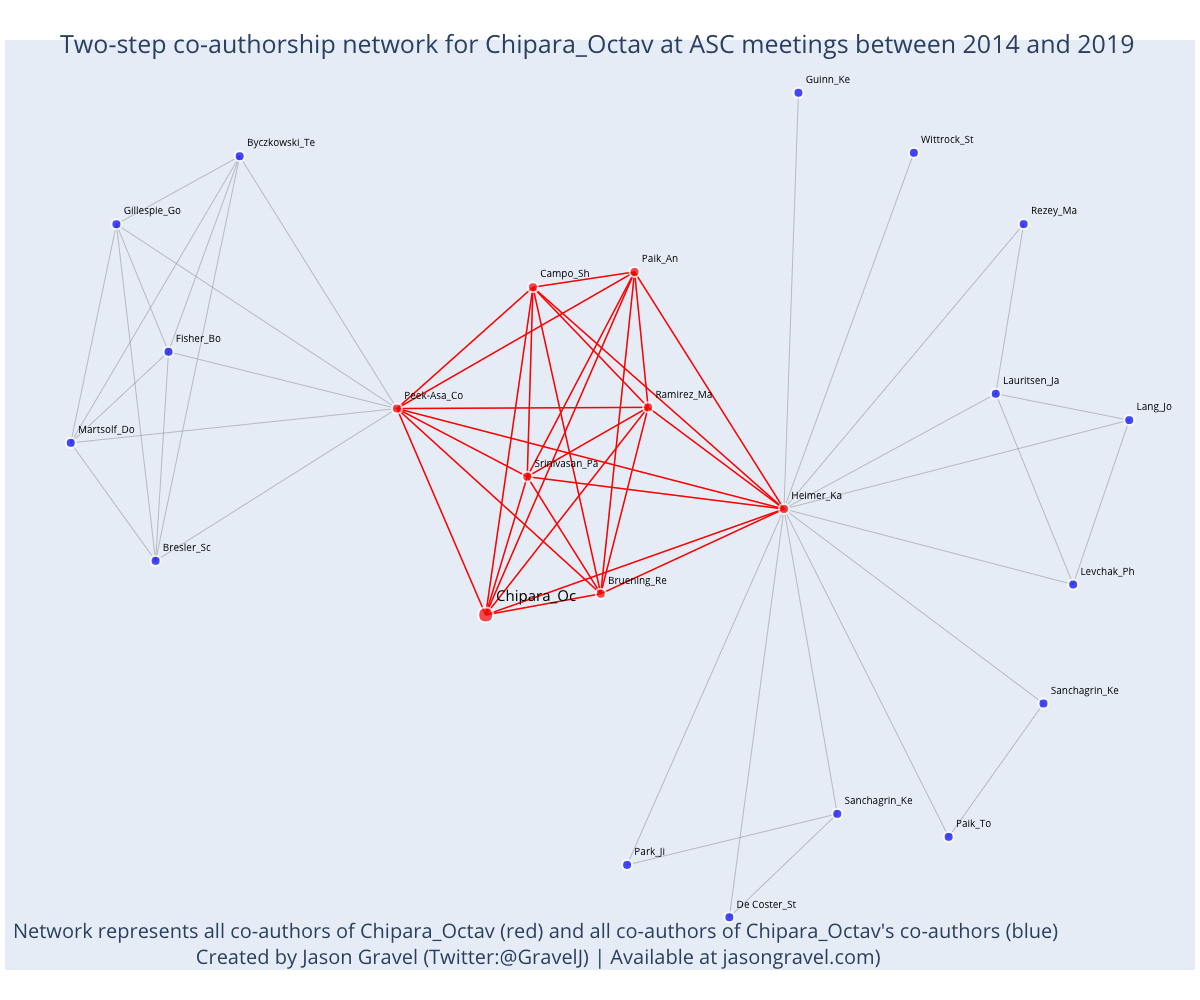 Two-step co-authorship network for Chipara_Octav at ASC meetings between 2014 and 2019
Guinn_Ke
Wittrock_St
Byczkowski_Te
Gillespie_Go
Rezey_Ma
Paik_An
Campo_Sh
Fisher_Bo
Lauritsen_Ja
Peek-Asa_Co
Ramirez_Ma
Lang_Jo
Martsolf_Do
Srinivasan_Pa
Heimer_Ka
Bresler_Sc
Levchak_Ph
Bruening_Re
Chipara_Oc
Sanchagrin_Ke
Sanchagrin_Ke
Paik_To
Park_Ji
De Coster_St
Network represents all co-authors of Chipara_Octav (red) and all co-authors of Chipara_Octav's co-authors (blue)
Created by Jason Gravel (Twitter:@GravelJ) | Available at jasongravel.com)